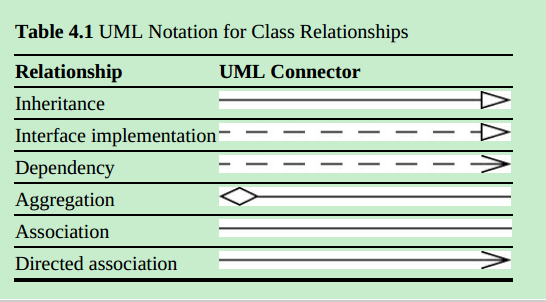 Table 4.1 UML Notation for Class Relationships
Relationship UML Connector
Inheritance
Interface implementation
Dependency
Aggregation
Association
Directed association